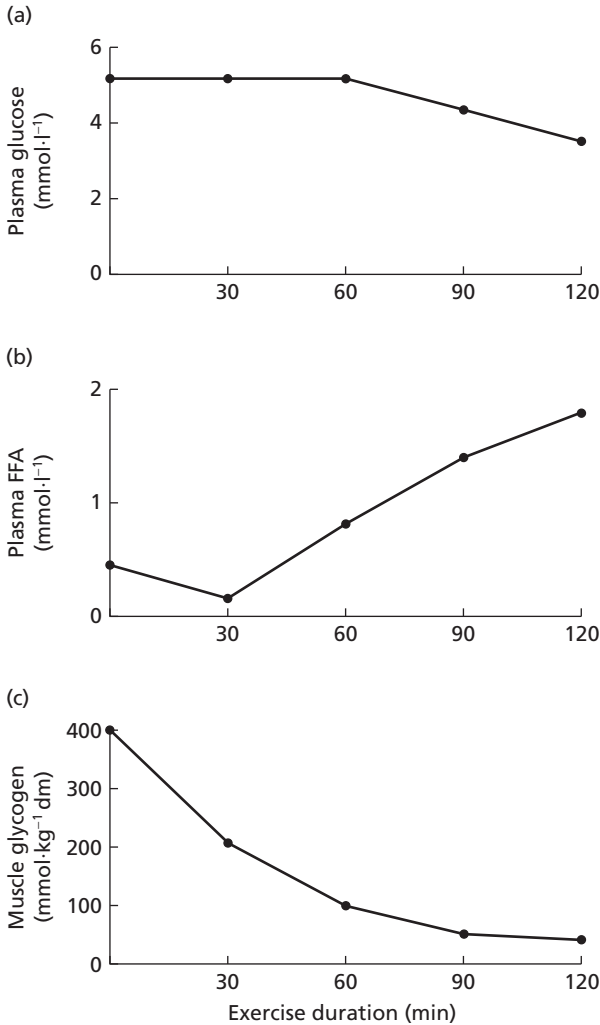 (a)
Plasma glucose
(mmol·l⁻¹)
6
4
2
0
30 60 90 120
(b)
Plasma FFA
(mmol·l⁻¹)
2
1
0
30 60 90 120
(c)
Muscle glycogen
(mmol·kg⁻¹ dm)
400
300
200
100
0
30 60 90 120
Exercise duration (min)